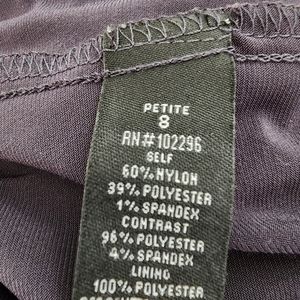 PETITE
8
RN#102296
SELF
60% NYLON
39% POLYESTER
1% SPANDEX
CONTRAST
96% POLYESTER
4% SPANDEX
LINING
100% POLYESTER